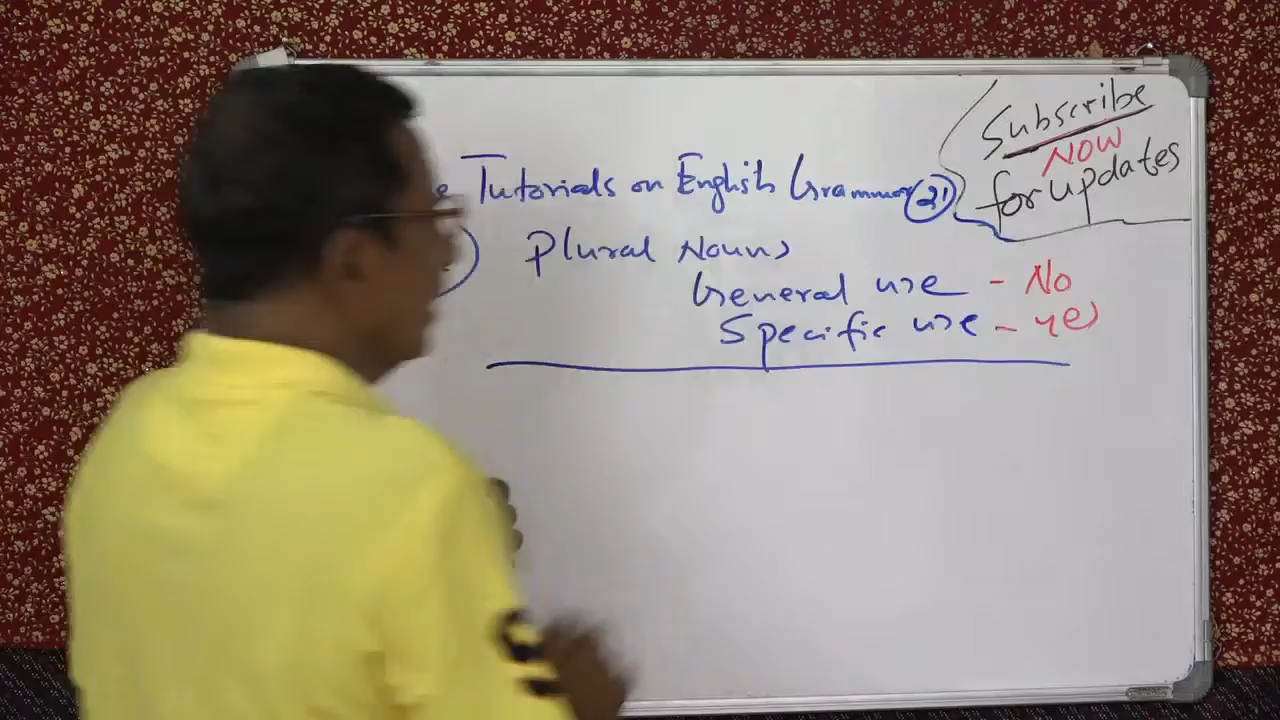 Tutorials on English Grammar 21
Plural Nouns
General use - No
Specific use - yes
Subscribe
NOW
for updates